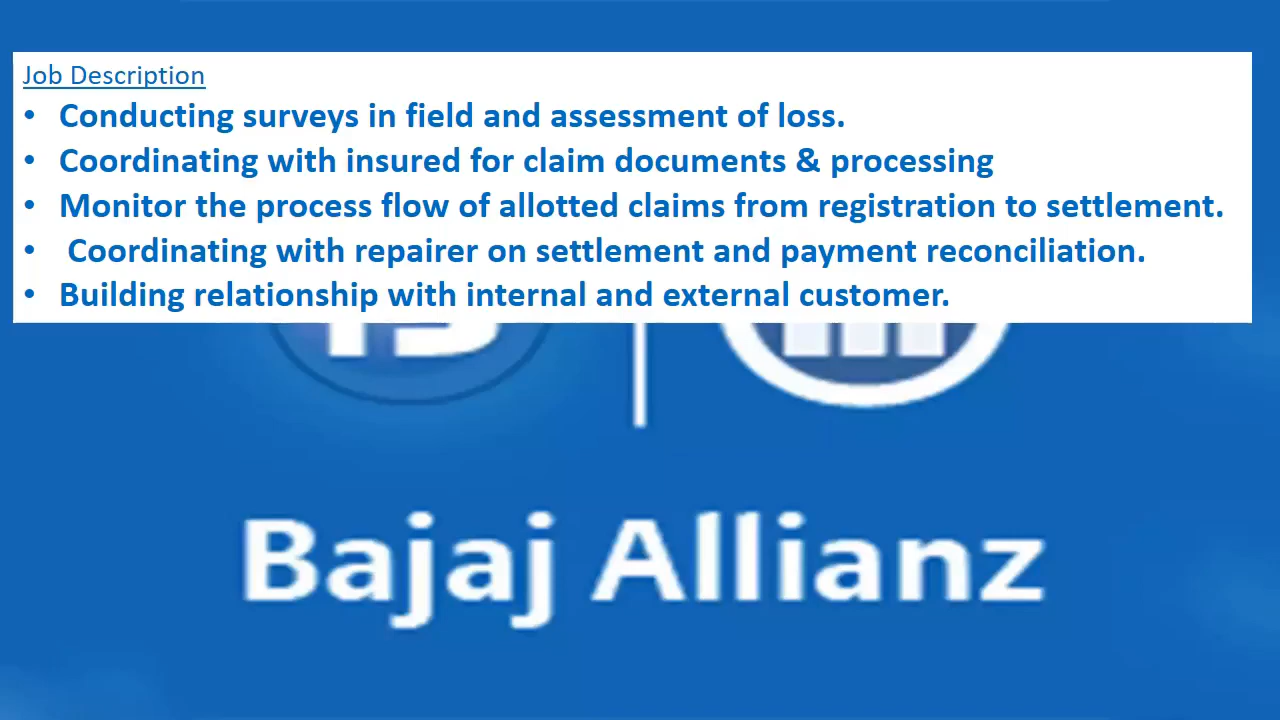 Job Description
• Conducting surveys in field and assessment of loss.
• Coordinating with insured for claim documents & processing
• Monitor the process flow of allotted claims from registration to settlement.
• Coordinating with repairer on settlement and payment reconciliation.
• Building relationship with internal and external customer.
Bajaj Allianz